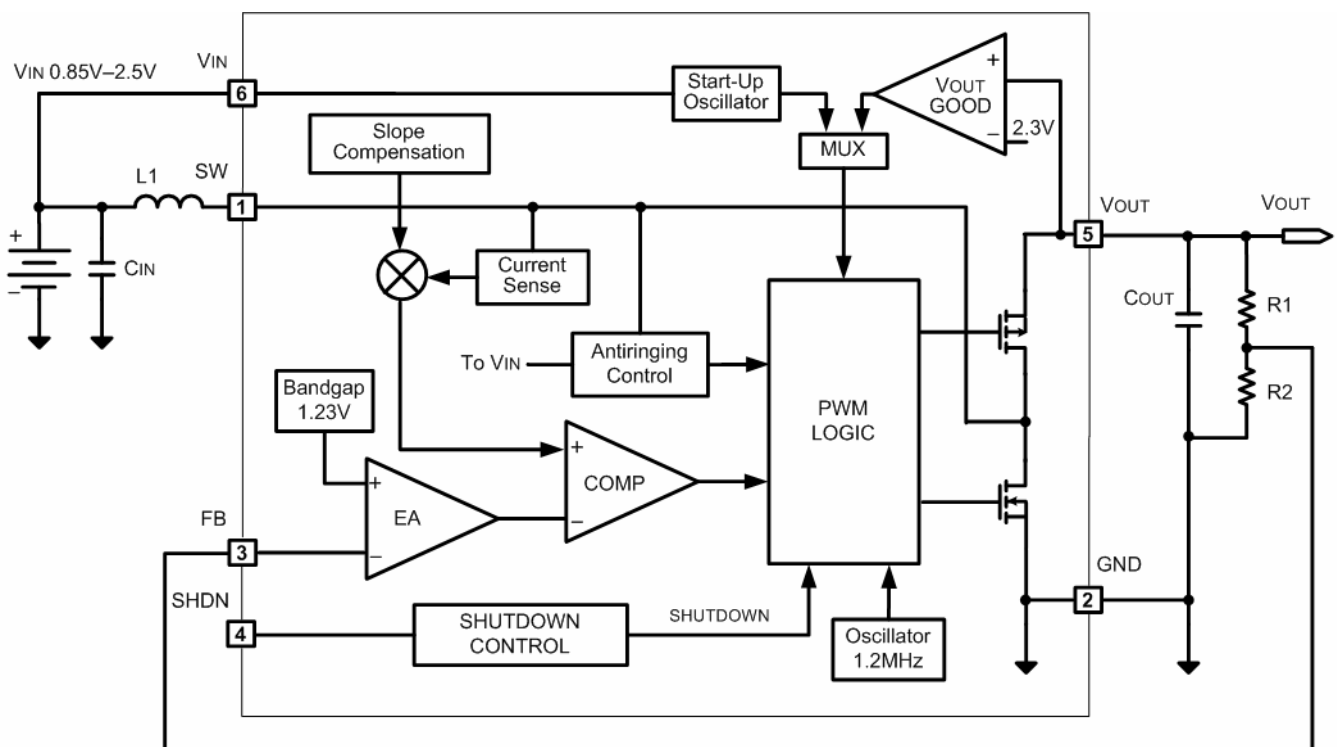 VIN 0.85V–2.5V
VIN
6
Start-Up
Oscillator
+
VOUT
GOOD
–
2.3V
Slope
Compensation
MUX
L1
SW
1
VOUT
5
VOUT
+
–
CIN
Current
Sense
COUT
R1
To VIN
Antiringing
Control
R2
Bandgap
1.23V
PWM
LOGIC
+
COMP
–
+
EA
–
FB
3
GND
2
SHDN
4
SHUTDOWN
CONTROL
SHUTDOWN
Oscillator
1.2MHz